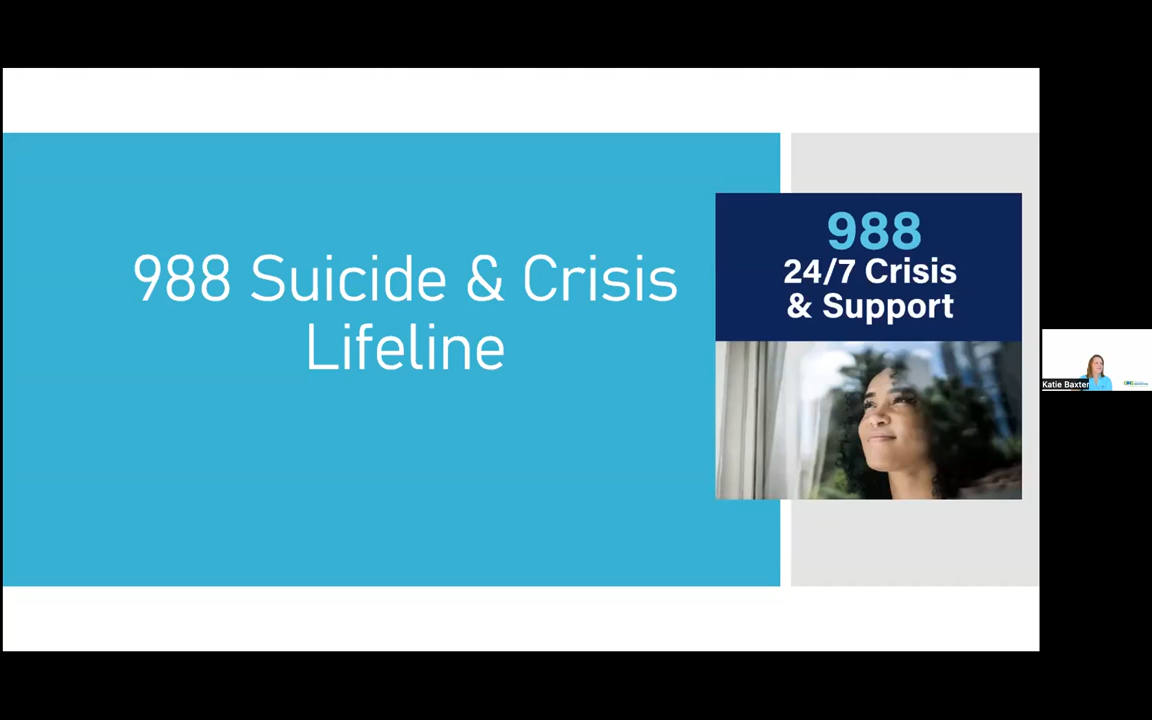 988 Suicide & Crisis
Lifeline
988
24/7 Crisis
& Support
Katie Baxter